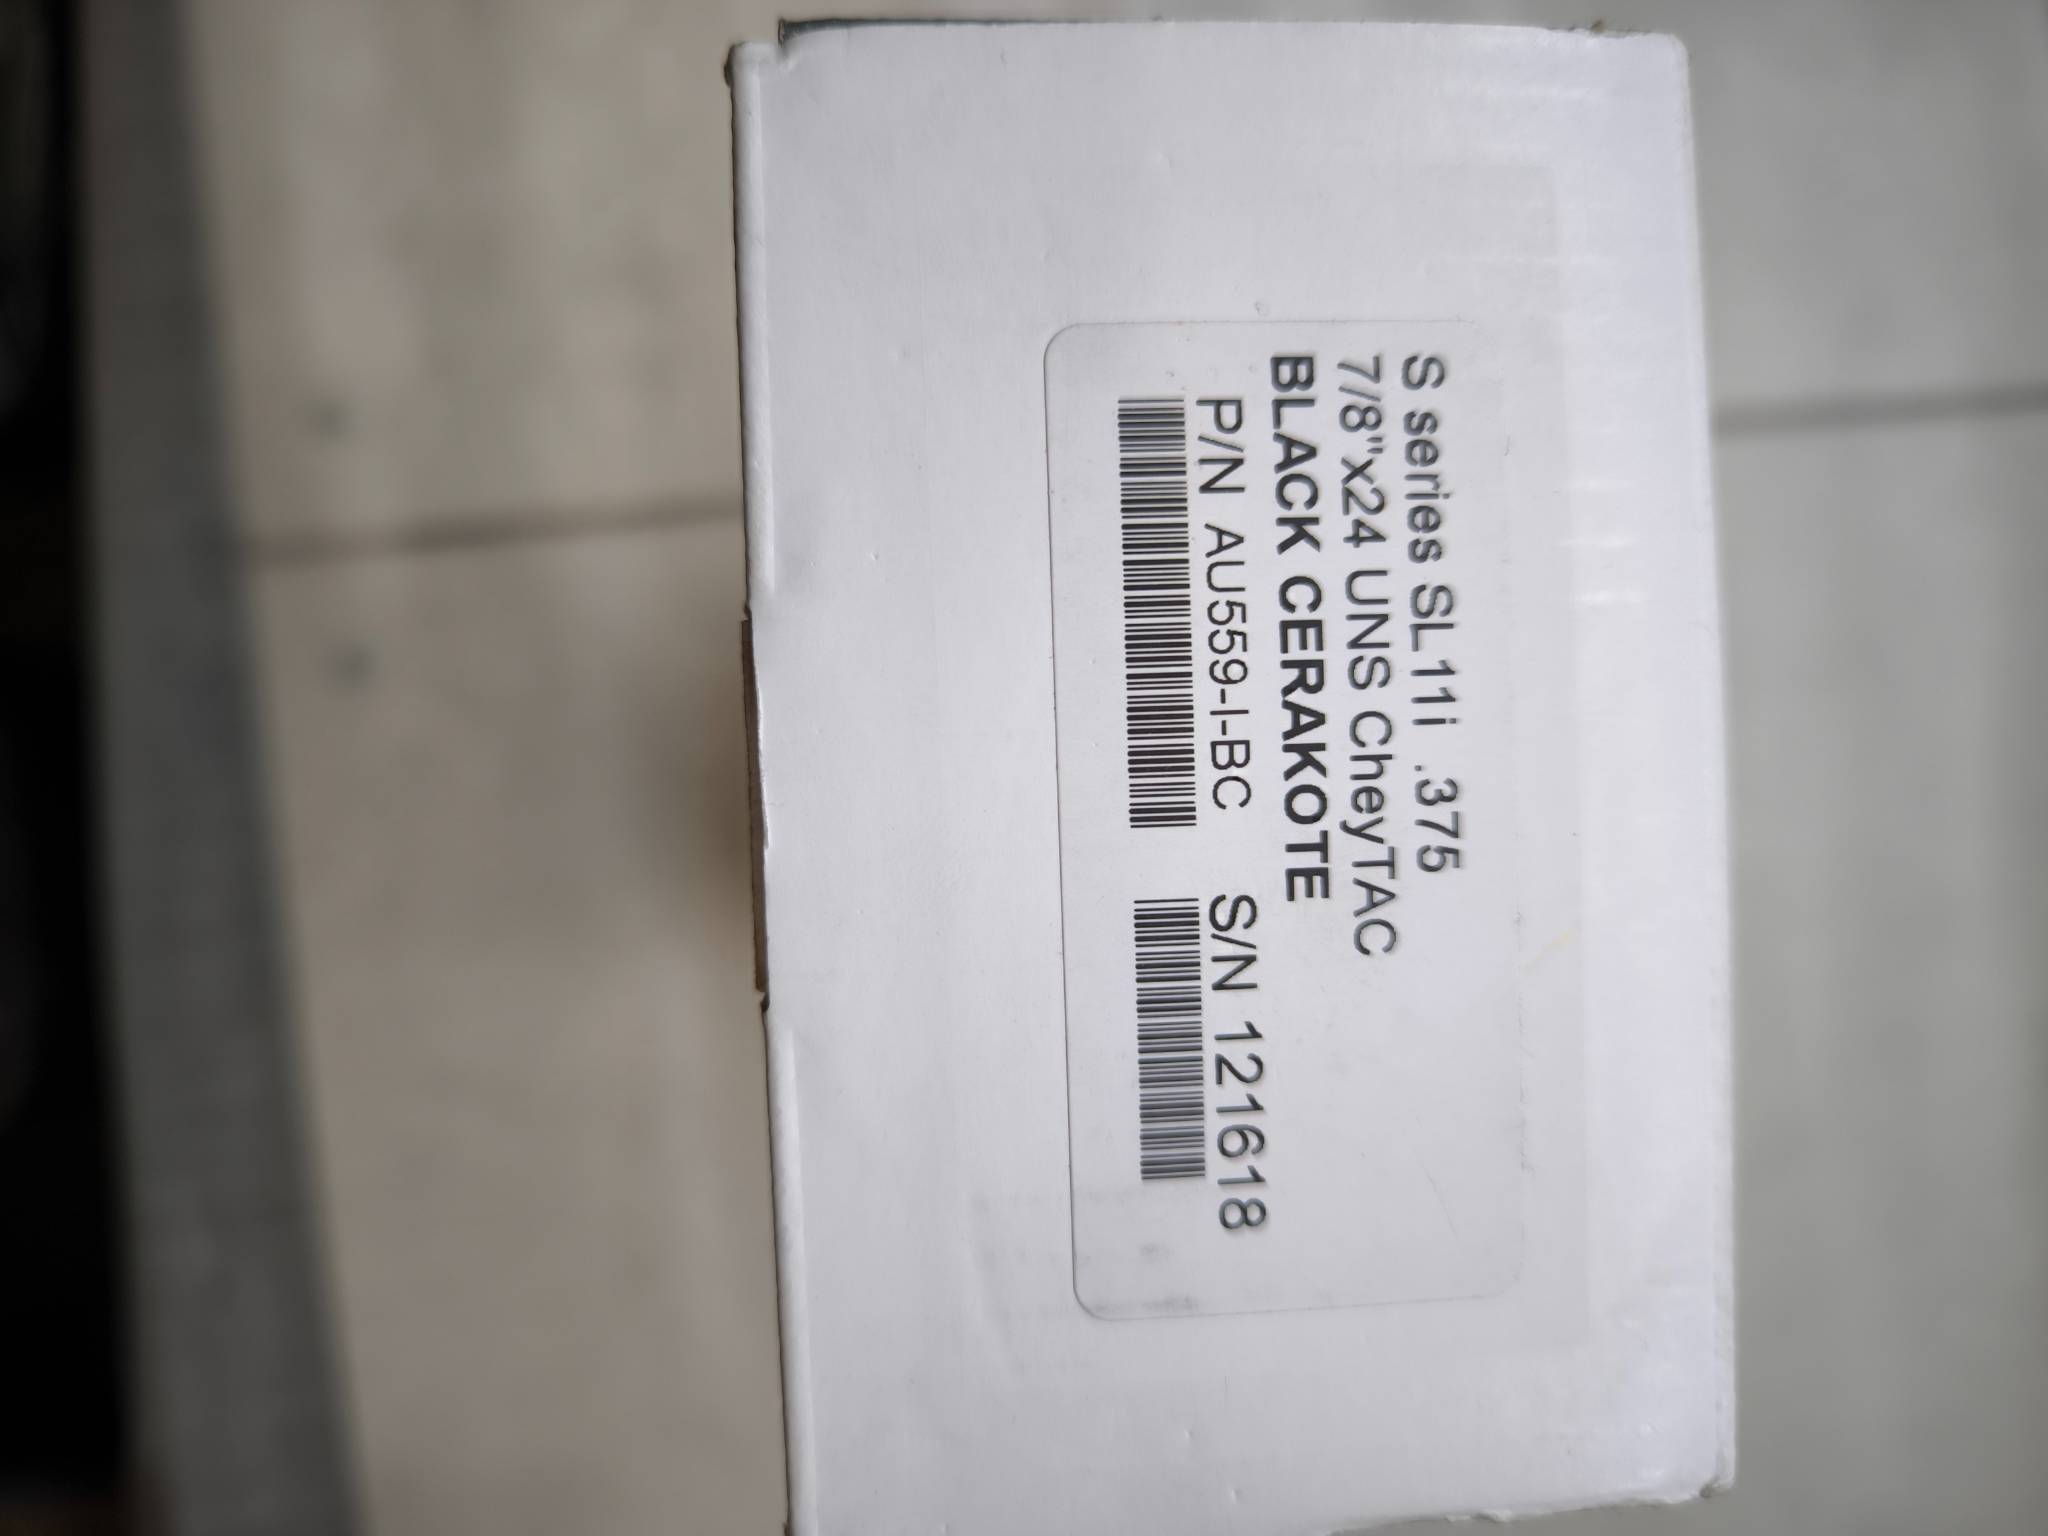 S series SL11i .375
7/8"x24 UNS CheyTAC
BLACK CERAKOTE
P/N AU559-I-BC S/N 121618